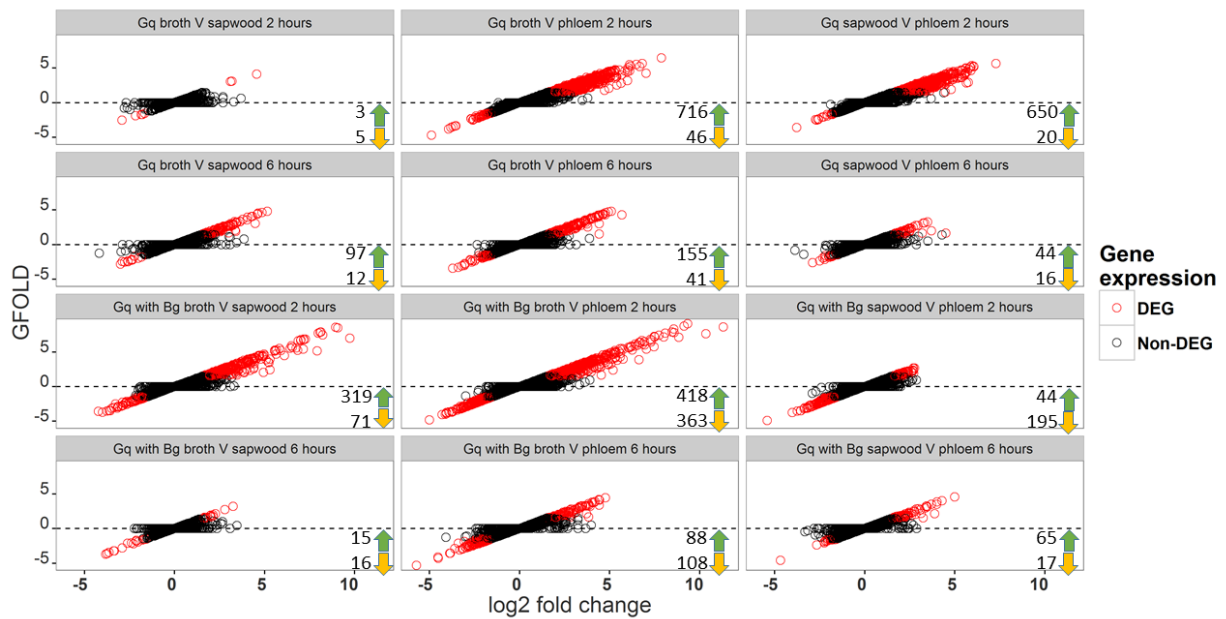 Gq broth V sapwood 2 hours
Gq broth V phloem 2 hours
Gq sapwood V phloem 2 hours
5
0
-5
3
5
716
46
650
20
Gq broth V sapwood 6 hours
Gq broth V phloem 6 hours
Gq sapwood V phloem 6 hours
5
0
-5
97
12
155
41
44
16
GFOLD
Gq with Bg broth V sapwood 2 hours
Gq with Bg broth V phloem 2 hours
Gq with Bg sapwood V phloem 2 hours
5
0
-5
319
71
418
363
44
195
Gq with Bg broth V sapwood 6 hours
Gq with Bg broth V phloem 6 hours
Gq with Bg sapwood V phloem 6 hours
5
0
-5
15
16
88
108
65
17
-5 0 5 10
-5 0 5 10
-5 0 5 10
log2 fold change
Gene
expression
DEG
Non-DEG